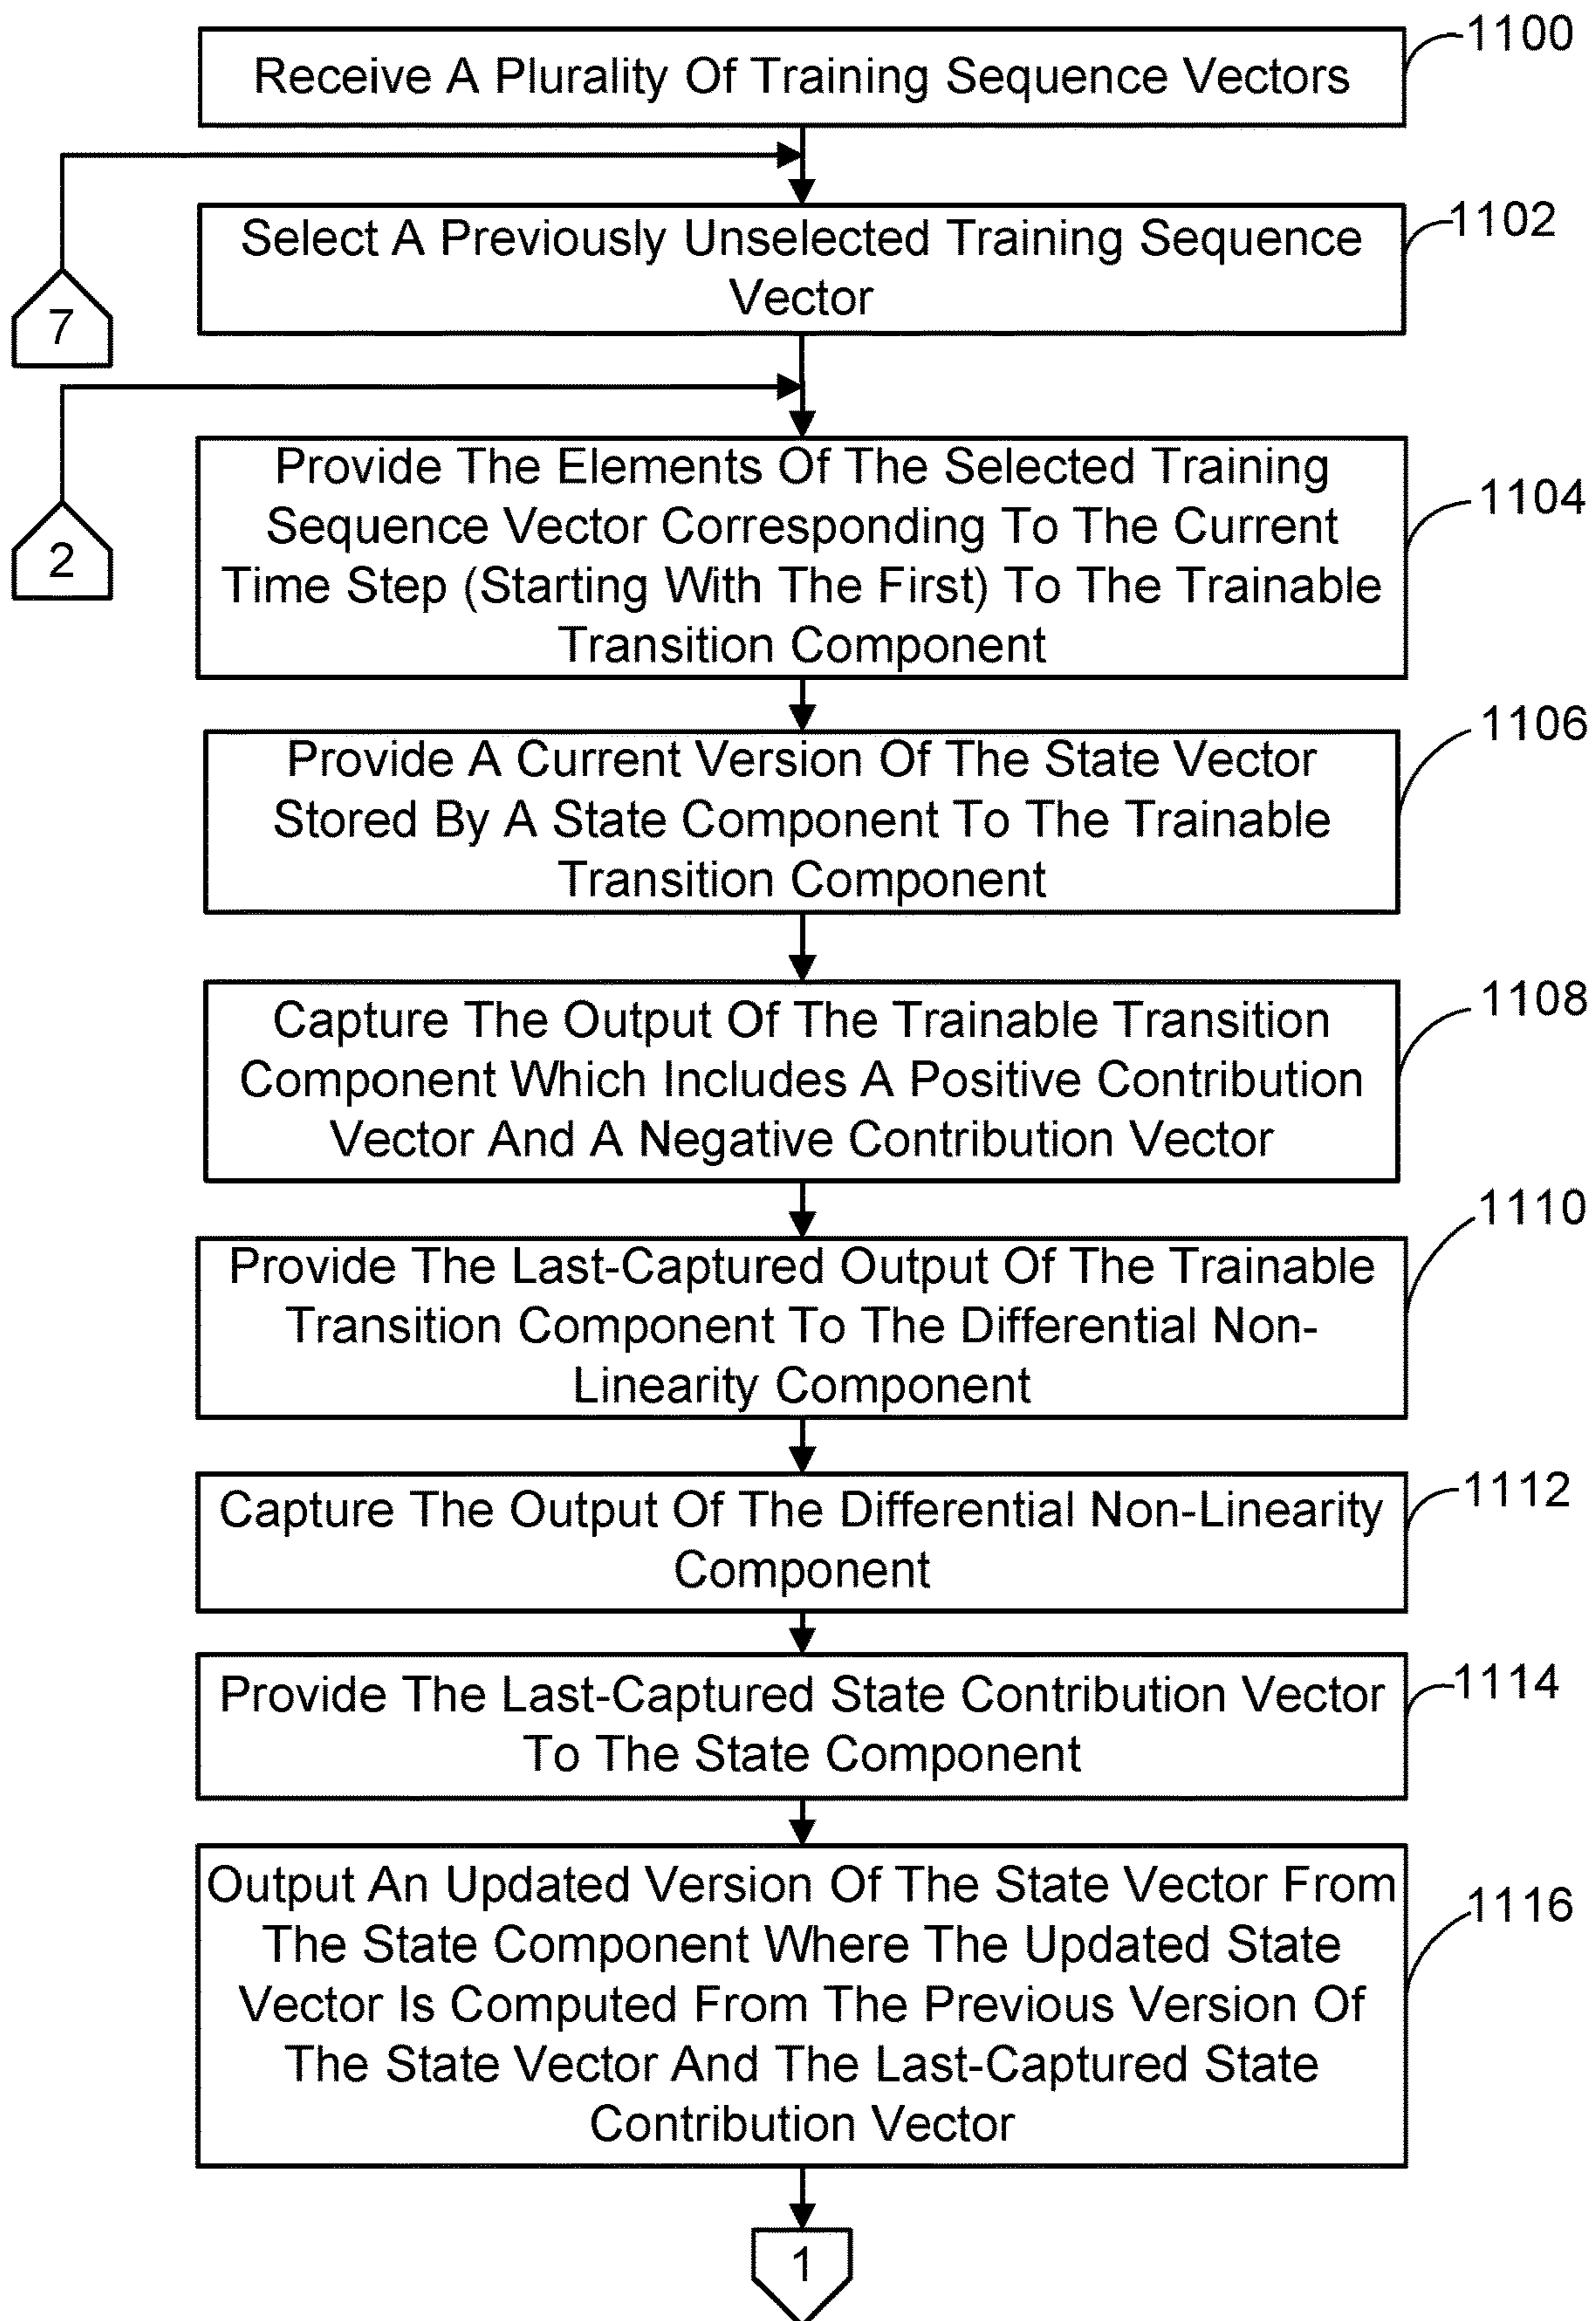 Receive A Plurality Of Training Sequence Vectors
1100
Select A Previously Unselected Training Sequence
Vector
1102
7
Provide The Elements Of The Selected Training
Sequence Vector Corresponding To The Current
Time Step (Starting With The First) To The Trainable
Transition Component
1104
2
Provide A Current Version Of The State Vector
Stored By A State Component To The Trainable
Transition Component
1106
Capture The Output Of The Trainable Transition
Component Which Includes A Positive Contribution
Vector And A Negative Contribution Vector
1108
Provide The Last-Captured Output Of The Trainable
Transition Component To The Differential Non-
Linearity Component
1110
Capture The Output Of The Differential Non-Linearity
Component
1112
Provide The Last-Captured State Contribution Vector
To The State Component
1114
Output An Updated Version Of The State Vector From
The State Component Where The Updated State
Vector Is Computed From The Previous Version Of
The State Vector And The Last-Captured State
Contribution Vector
1116
1